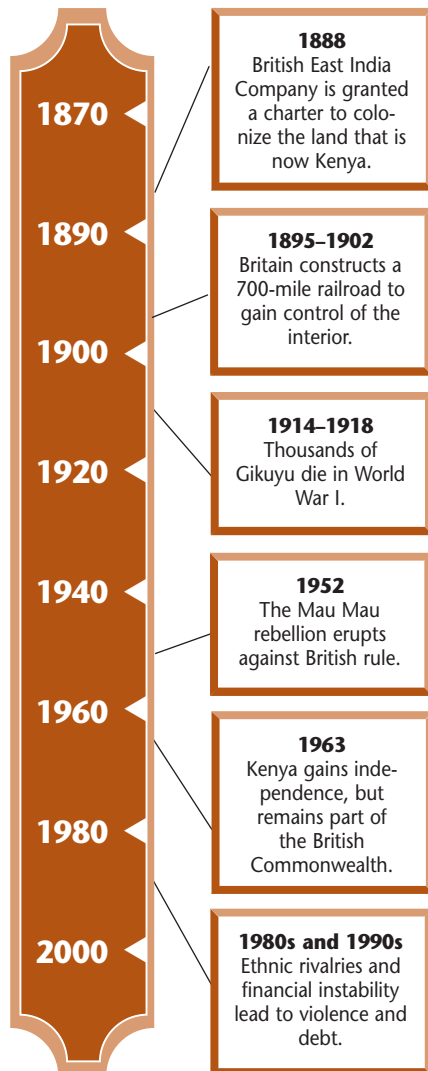 1870
1890
1900
1920
1940
1960
1980
2000
1888
British East India
Company is granted
a charter to colo-
nize the land that is
now Kenya.
1895–1902
Britain constructs a
700-mile railroad to
gain control of the
interior.
1914–1918
Thousands of
Gikuyu die in World
War I.
1952
The Mau Mau
rebellion erupts
against British rule.
1963
Kenya gains inde-
pendence, but
remains part of
the British
Commonwealth.
1980s and 1990s
Ethnic rivalries and
financial instability
lead to violence and
debt.